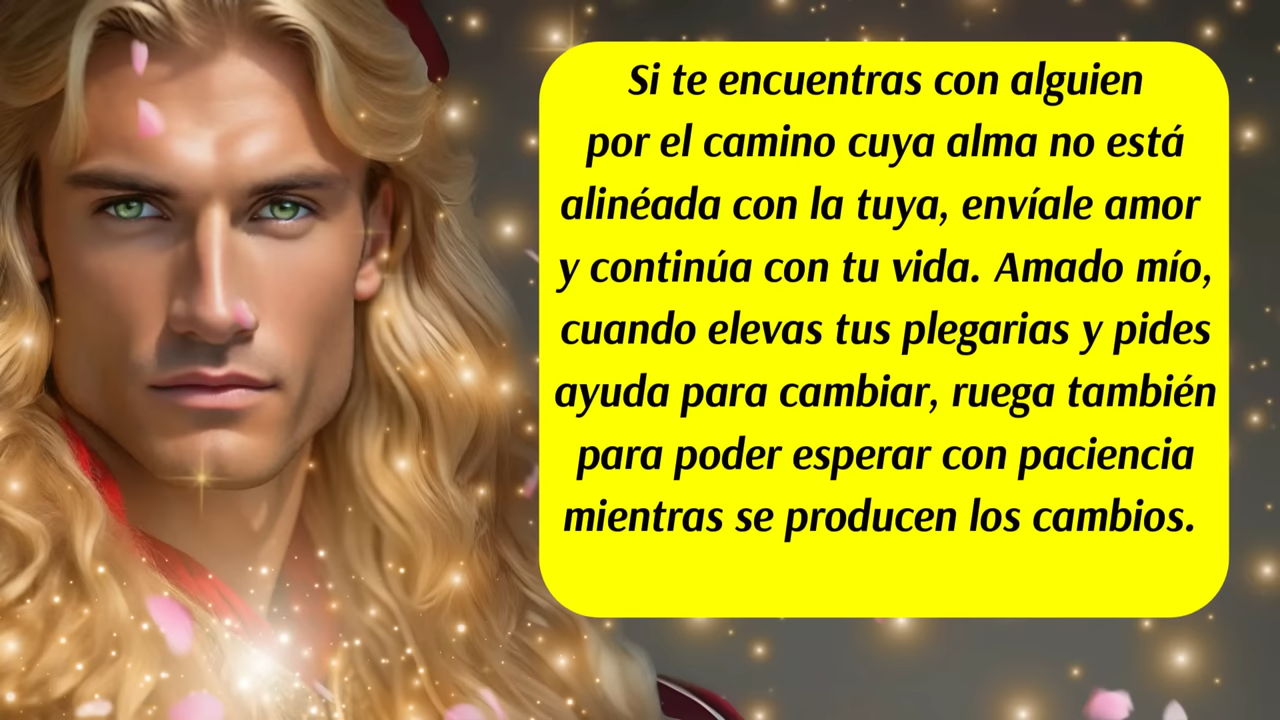 Si te encuentras con alguien
por el camino cuya alma no está
alinéada con la tuya, envíale amor
y continúa con tu vida. Amado mío,
cuando elevas tus plegarias y pides
ayuda para cambiar, ruega también
para poder esperar con paciencia
mientras se producen los cambios.